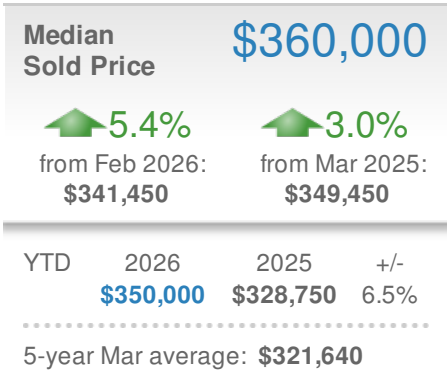 Median $360,000
Sold Price
5.4% 3.0%
from Feb 2026: from Mar 2025:
$341,450 $349,450
YTD 2026 2025 +/-
$350,000 $328,750 6.5%
5-year Mar average: $321,640